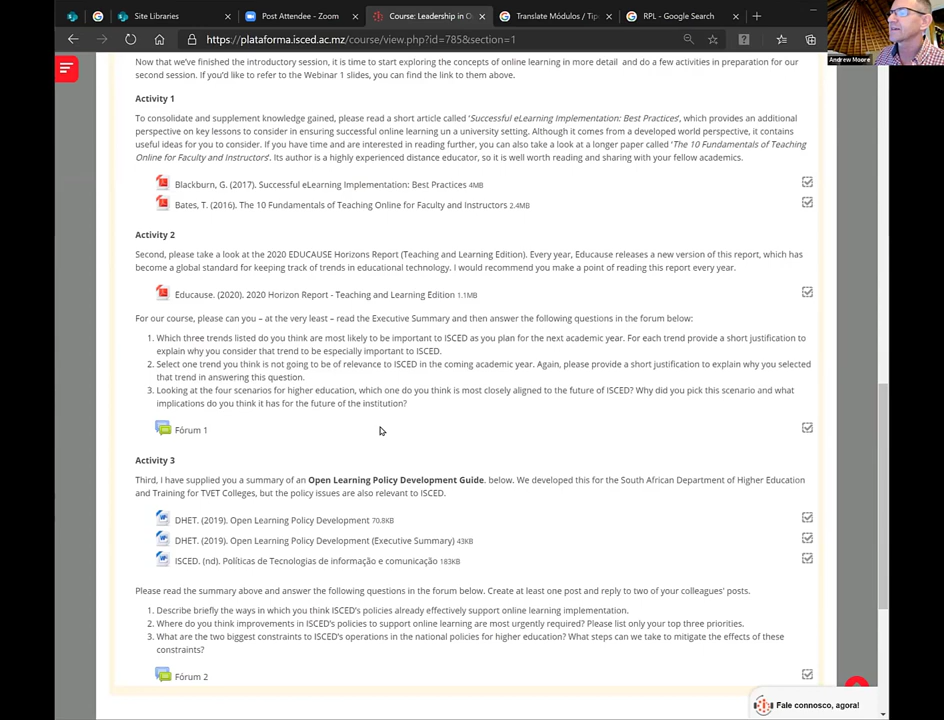 Site Libraries
Post Attendee - Zoom
Course: Leadership in O
Translate Módulos / Tip
RPL - Google Search
https://plataforma.isced.ac.mz/course/view.php?id=785&section=1
Andrew Moore
Now that we've finished the introductory session, it is time to start exploring the concepts of online learning in more detail and do a few activities in preparation for our
second session. If you'd like to refer to the Webinar 1 slides, you can find the link to them above.
Activity 1
To consolidate and supplement knowledge gained, please read a short article called 'Successful eLearning Implementation: Best Practices', which provides an additional
perspective on key lessons to consider in ensuring successful online learning un a university setting. Although it comes from a developed world perspective, it contains
useful ideas for you to consider. If you have time and are interested in reading further, you can also take a look at a longer paper called 'The 10 Fundamentals of Teaching
Online for Faculty and Instructors'. Its author is a highly experienced distance educator, so it is well worth reading and sharing with your fellow academics.
Blackburn, G. (2017). Successful eLearning Implementation: Best Practices 4MB
Bates, T. (2016). The 10 Fundamentals of Teaching Online for Faculty and Instructors 2.4MB
Activity 2
Second, please take a look at the 2020 EDUCAUSE Horizons Report (Teaching and Learning Edition). Every year, Educause releases a new version of this report, which has
become a global standard for keeping track of trends in educational technology. I would recommend you make a point of reading this report every year.
Educause. (2020). 2020 Horizon Report - Teaching and Learning Edition 1.1MB
For our course, please can you – at the very least – read the Executive Summary and then answer the following questions in the forum below:
1. Which three trends listed do you think are most likely to be important to ISCED as you plan for the next academic year. For each trend provide a short justification to
explain why you consider that trend to be especially important to ISCED.
2. Select one trend you think is not going to be of relevance to ISCED in the coming academic year. Again, please provide a short justification to explain why you selected
that trend in answering this question.
3. Looking at the four scenarios for higher education, which one do you think is most closely aligned to the future of ISCED? Why did you pick this scenario and what
implications do you think it has for the future of the institution?
Fórum 1
Activity 3
Third, I have supplied you a summary of an Open Learning Policy Development Guide. below. We developed this for the South African Department of Higher Education
and Training for TVET Colleges, but the policy issues are also relevant to ISCED.
DHET. (2019). Open Learning Policy Development 70.8KB
DHET. (2019). Open Learning Policy Development (Executive Summary) 43KB
ISCED. (nd). Políticas de Tecnologias de informação e comunicação 183KB
Please read the summary above and answer the following questions in the forum below. Create at least one post and reply to two of your colleagues' posts.
1. Describe briefly the ways in which you think ISCED's policies already effectively support online learning implementation.
2. Where do you think improvements in ISCED's policies to support online learning are most urgently required? Please list only your top three priorities.
3. What are the two biggest constraints to ISCED's operations in the national policies for higher education? What steps can we take to mitigate the effects of these
constraints?
Fórum 2
Fale connosco, agora!